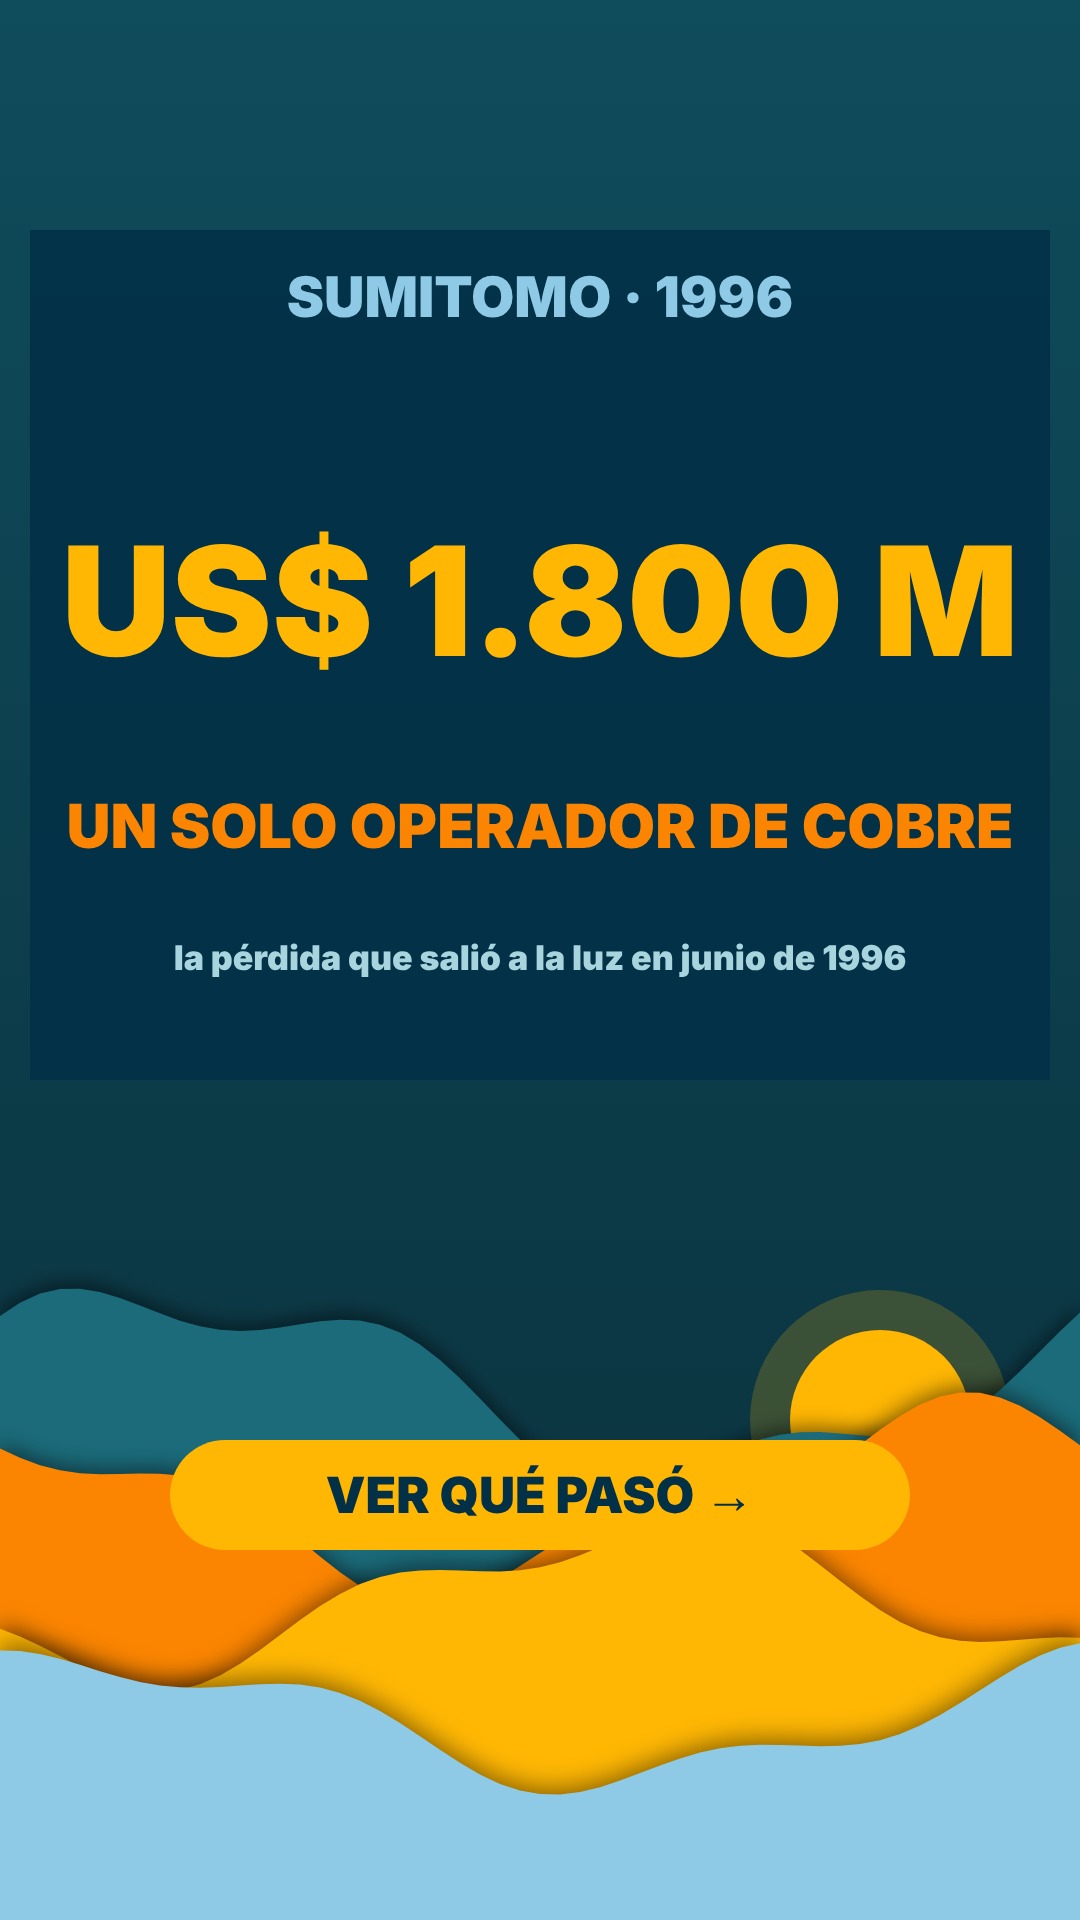 SUMITOMO · 1996
US$ 1.800 M
UN SOLO OPERADOR DE COBRE
la pérdida que salió a la luz en junio de 1996
VER QUÉ PASÓ →